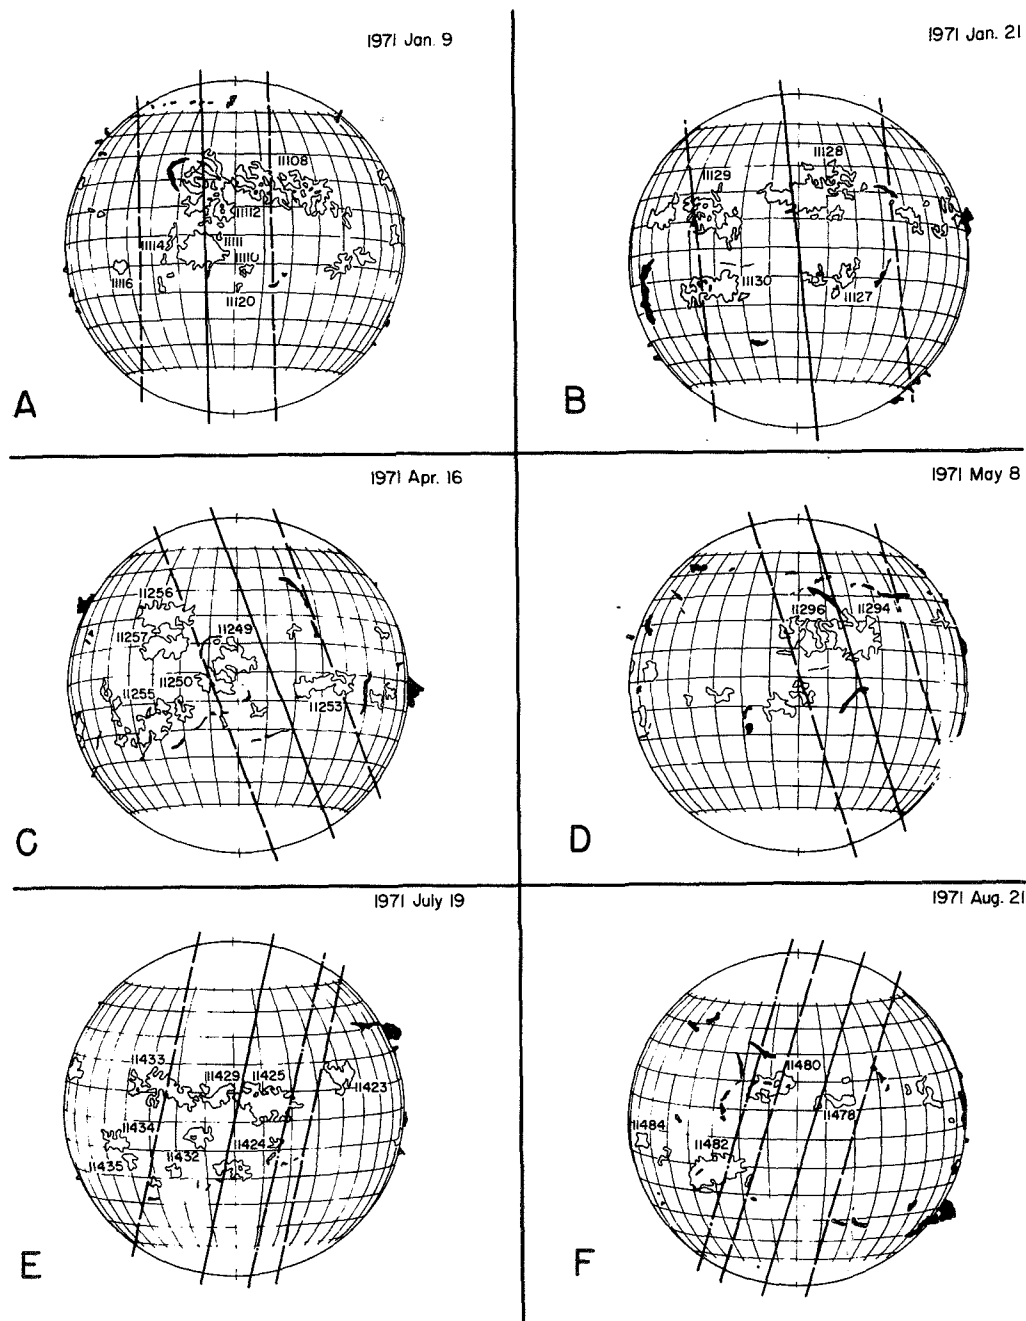 1971 Jan. 9
11108
11112
11114
11111
11110
11116
11120
A
1971 Jan. 21
11128
11129
11130
11127
B
1971 Apr. 16
11256
11257
11249
11250
11255
11253
C
1971 May 8
11296
11294
D
1971 July 19
11433
11429
11425
11423
11434
11424
11435
11432
E
1971 Aug. 21
11480
11478
11484
11482
F